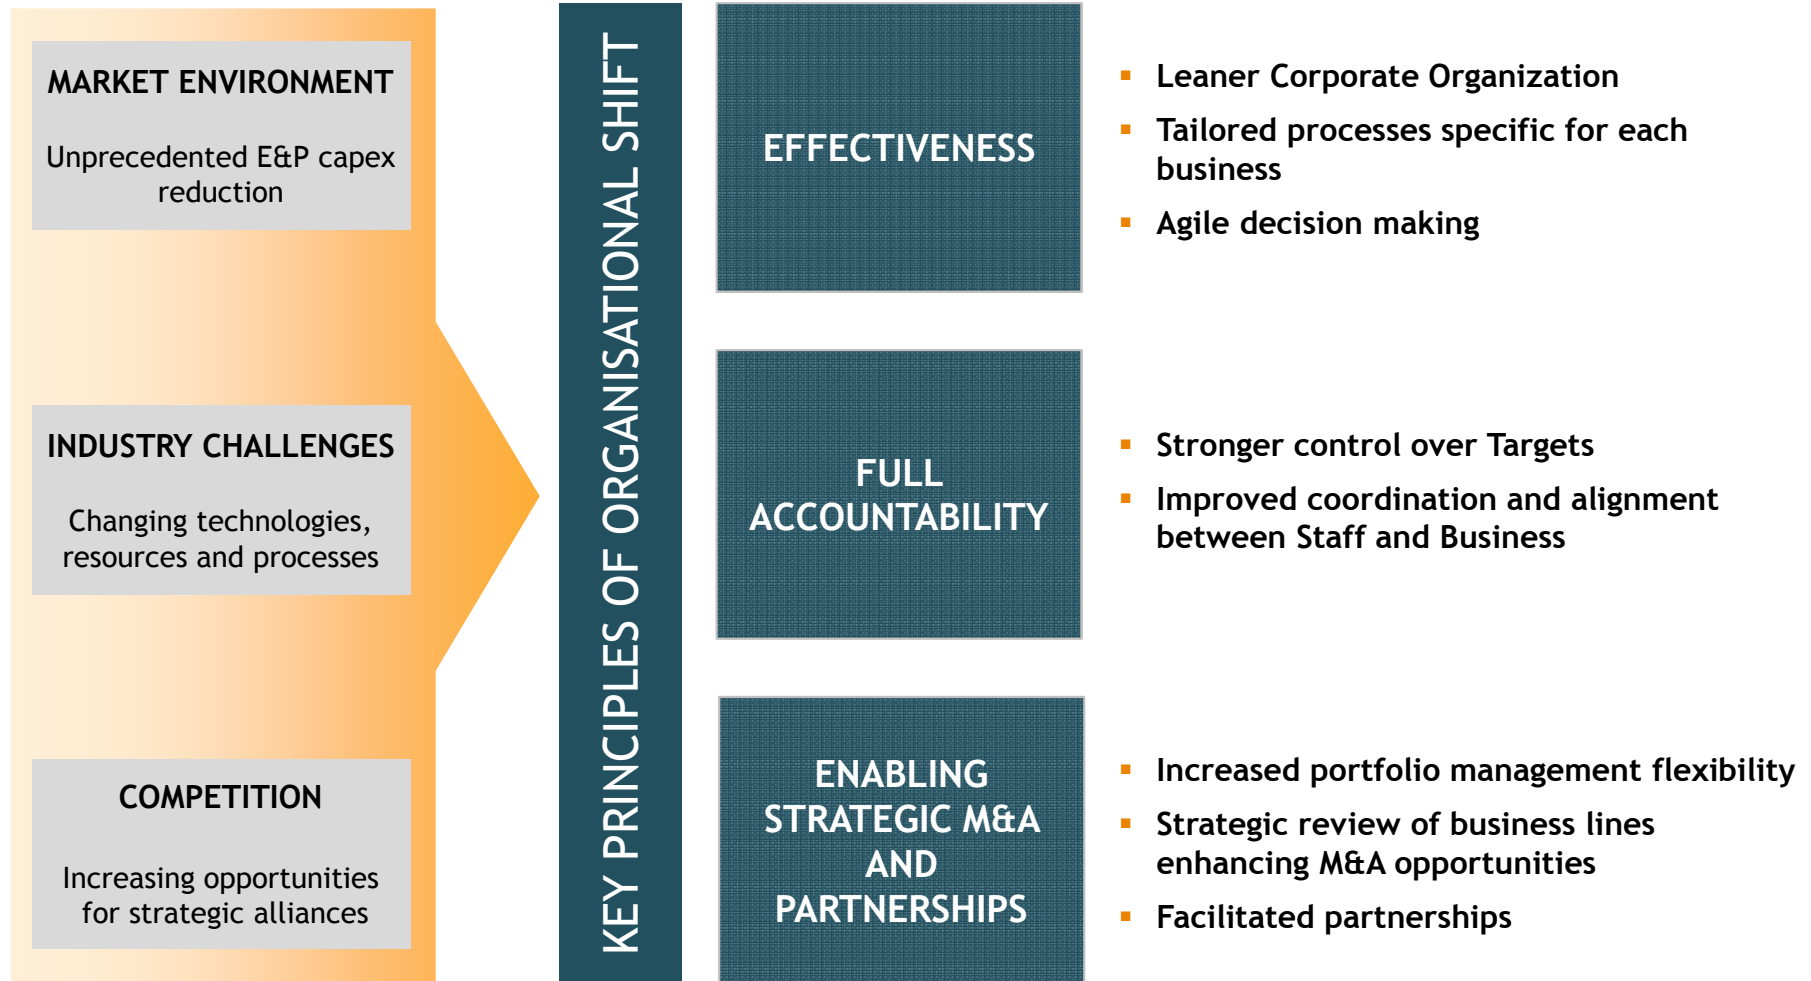 MARKET ENVIRONMENT
Unprecedented E&P capex
reduction
INDUSTRY CHALLENGES
Changing technologies,
resources and processes
COMPETITION
Increasing opportunities
for strategic alliances
KEY PRINCIPLES OF ORGANISATIONAL SHIFT
EFFECTIVENESS
▪ Leaner Corporate Organization
▪ Tailored processes specific for each
business
▪ Agile decision making
FULL
ACCOUNTABILITY
▪ Stronger control over Targets
▪ Improved coordination and alignment
between Staff and Business
ENABLING
STRATEGIC M&A
AND
PARTNERSHIPS
▪ Increased portfolio management flexibility
▪ Strategic review of business lines
enhancing M&A opportunities
▪ Facilitated partnerships